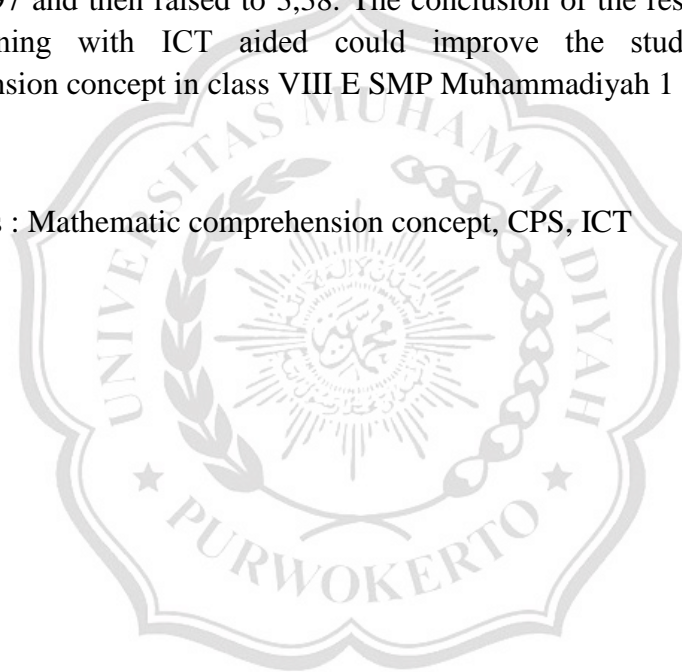 97 and then raised to 3,38. The conclusion of the res
ning with ICT aided could improve the stud
nsion concept in class VIII E SMP Muhammadiyah 1
s : Mathematic comprehension concept, CPS, ICT
UNIVERSITAS MUHAMMADIYAH
PURWOKERTO